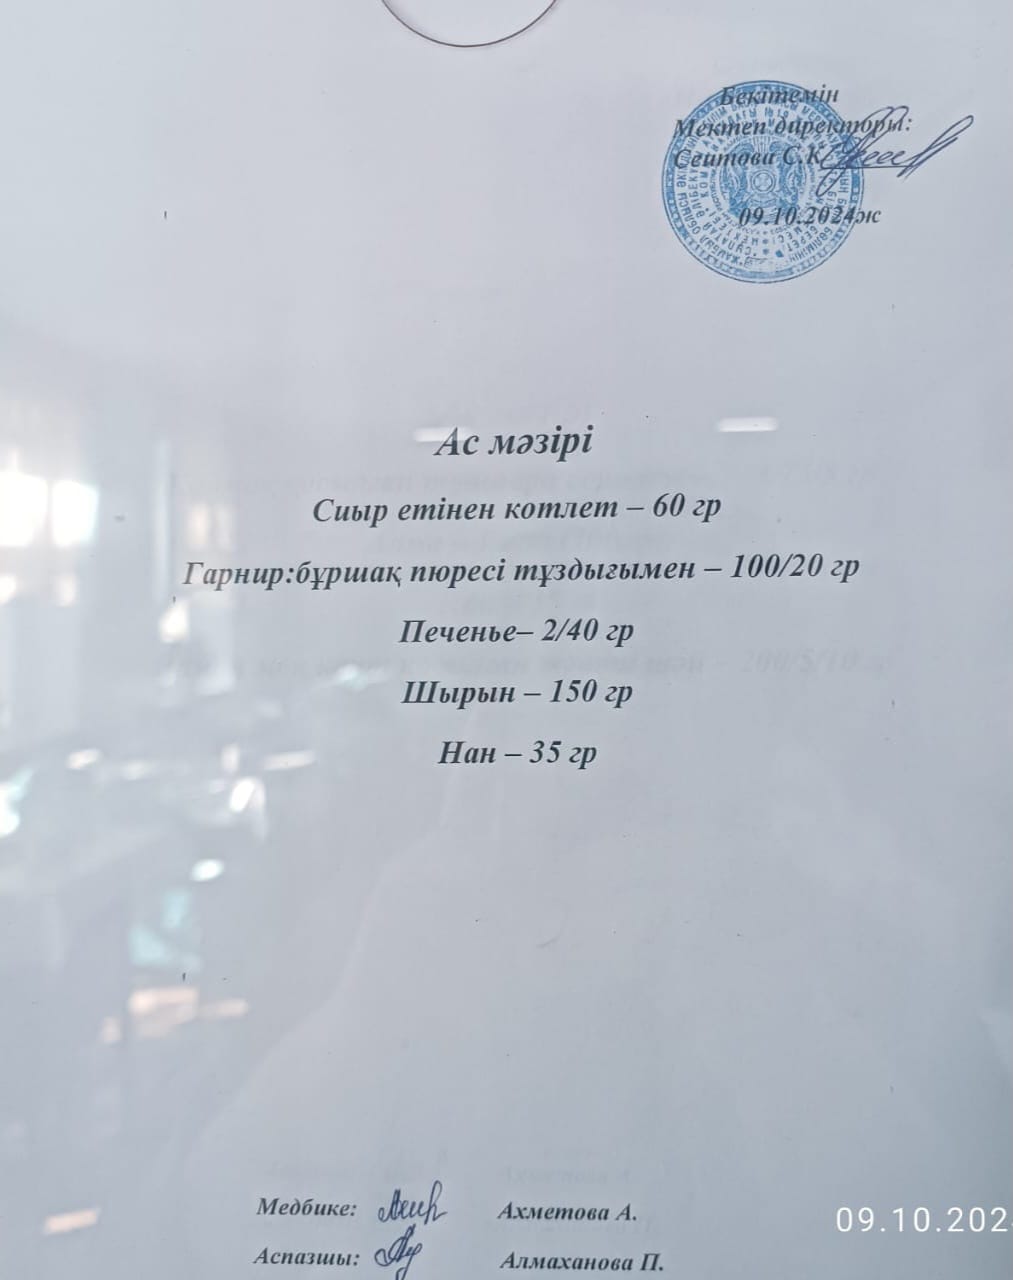 Бекітемін
Мектеп директоры:
Сеитова С.К
09.10.2024ж
Ас мәзірі
Сиыр етінен котлет – 60 гр
Гарнир:бұршақ пюресі тұздығымен – 100/20 гр
Печенье– 2/40 гр
Шырын – 150 гр
Нан – 35 гр
Медбике: Ахметова А.
Аспазшы: Алмаханова П.
09.10.202